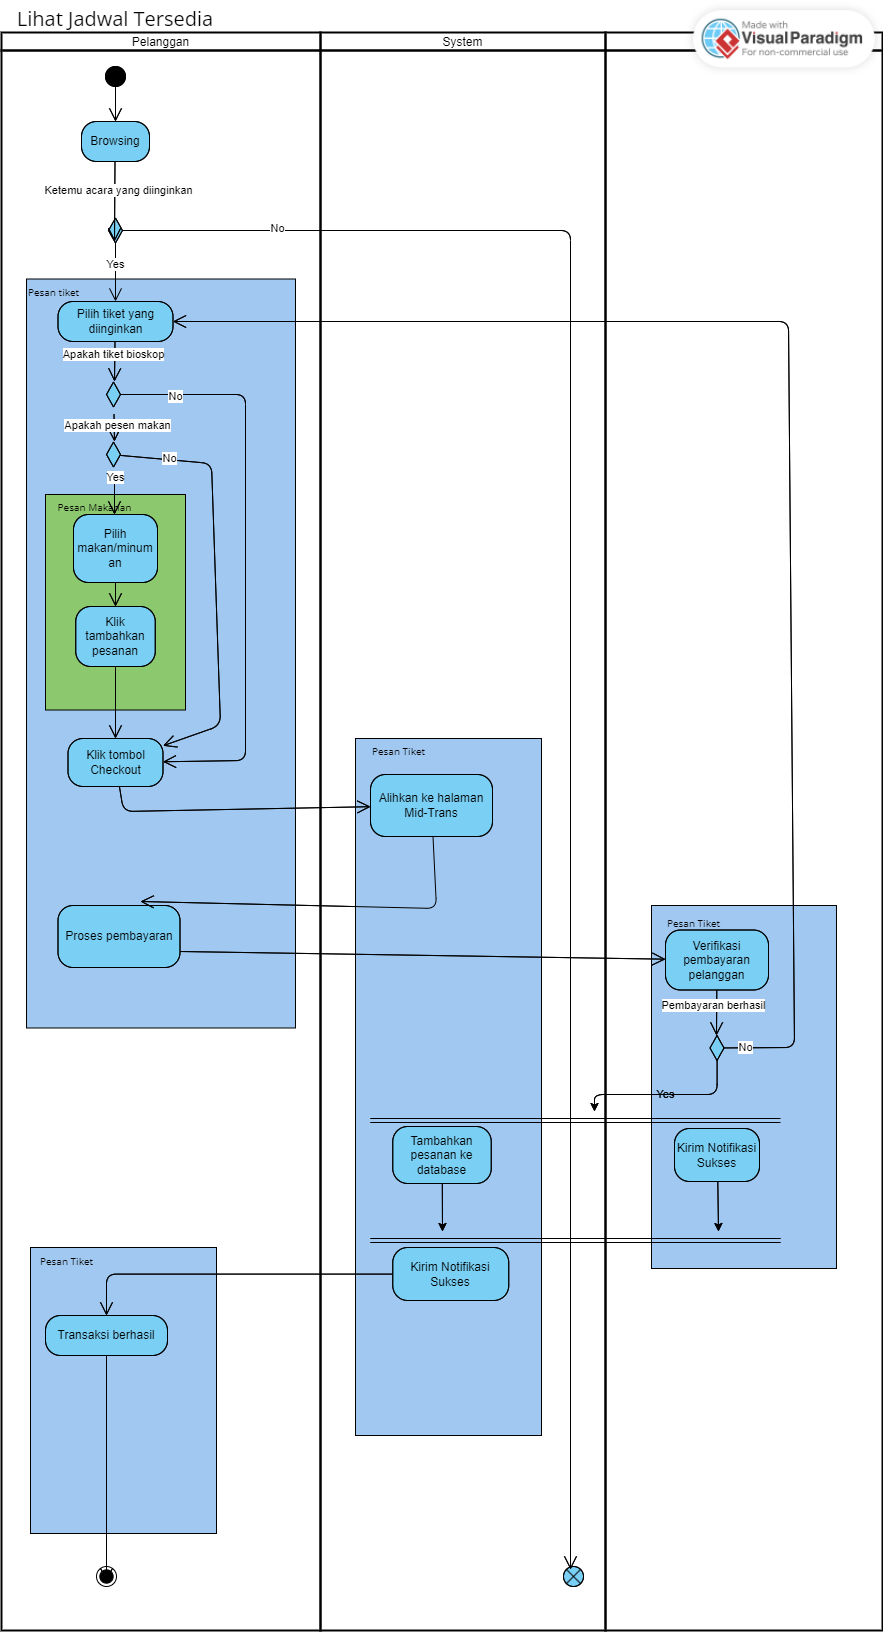 Lihat Jadwal Tersedia
Made with
Visual Paradigm
For non-commercial use
Pelanggan
System
Browsing
Ketemu acara yang diinginkan
No
Yes
Pesan tiket
Pilih tiket yang
diinginkan
Apakah tiket bioskop
No
Apakah pesen makan
No
Yes
Pesan Makanan
Pilih
makan/minum
an
Klik
tambahkan
pesanan
Klik tombol
Checkout
Pesan Tiket
Alihkan ke halaman
Mid-Trans
Proses pembayaran
Pesan Tiket
Verifikasi
pembayaran
pelanggan
Pembayaran berhasil
No
Yes
Tambahkan
pesanan ke
database
Kirim Notifikasi
Sukses
Pesan Tiket
Kirim Notifikasi
Sukses
Transaksi berhasil